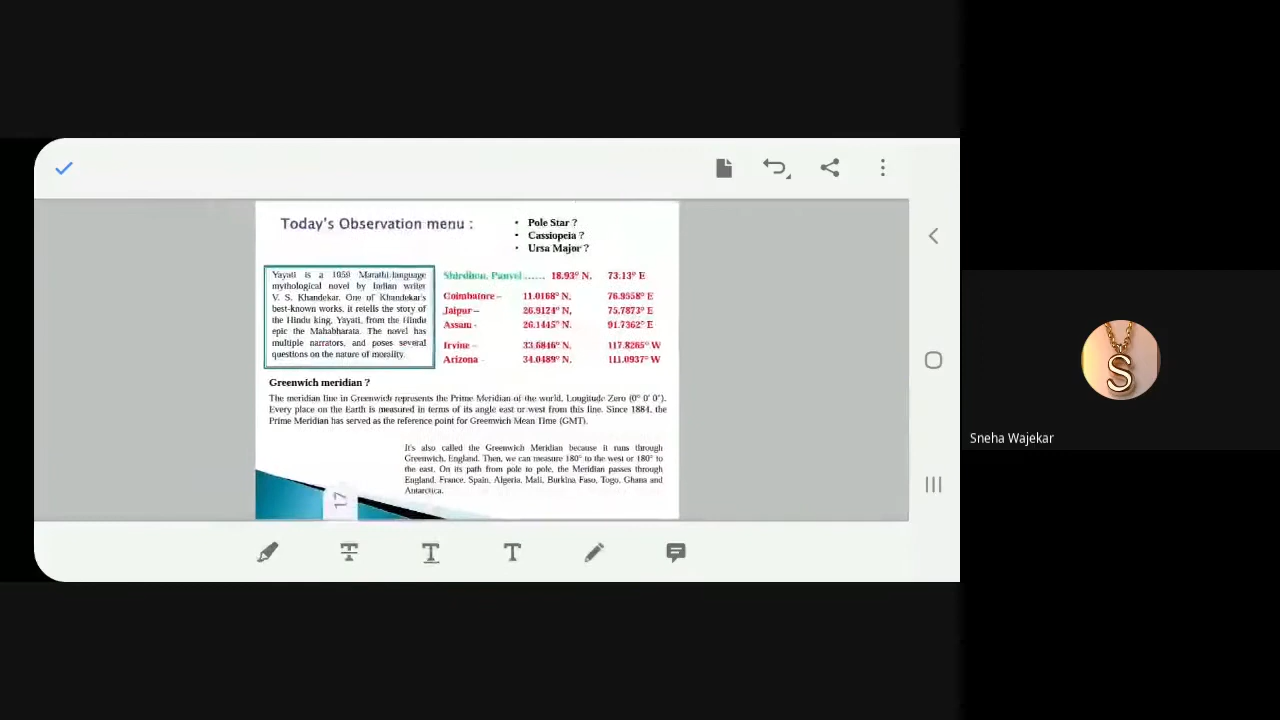 Today's Observation menu :
• Pole Star ?
• Cassiopeia ?
• Ursa Major ?
Yayati is a 1959 Marathi-language
mythological novel by Indian writer
V. S. Khandekar. One of Khandekar's
best-known works, it retells the story of
the Hindu king, Yayati, from the Hindu
epic the Mahabharata. The novel has
multiple narrators, and poses several
questions on the nature of morality.
Shirdhon, Panvel ...... 18.93° N, 73.13° E
Coimbatore – 11.0168° N, 76.9558° E
Jaipur – 26.9124° N, 75.7873° E
Assam - 26.1445° N, 91.7362° E
Irvine – 33.6846° N, 117.8265° W
Arizona - 34.0489° N, 111.0937° W
Greenwich meridian ?
The meridian line in Greenwich represents the Prime Meridian of the world, Longitude Zero (0° 0' 0").
Every place on the Earth is measured in terms of its angle east or west from this line. Since 1884, the
Prime Meridian has served as the reference point for Greenwich Mean Time (GMT).
It's also called the Greenwich Meridian because it runs through
Greenwich, England. Then, we can measure 180° to the west or 180° to
the east. On its path from pole to pole, the Meridian passes through
England, France, Spain, Algeria, Mali, Burkina Faso, Togo, Ghana and
Antarctica.
17
S
Sneha Wajekar